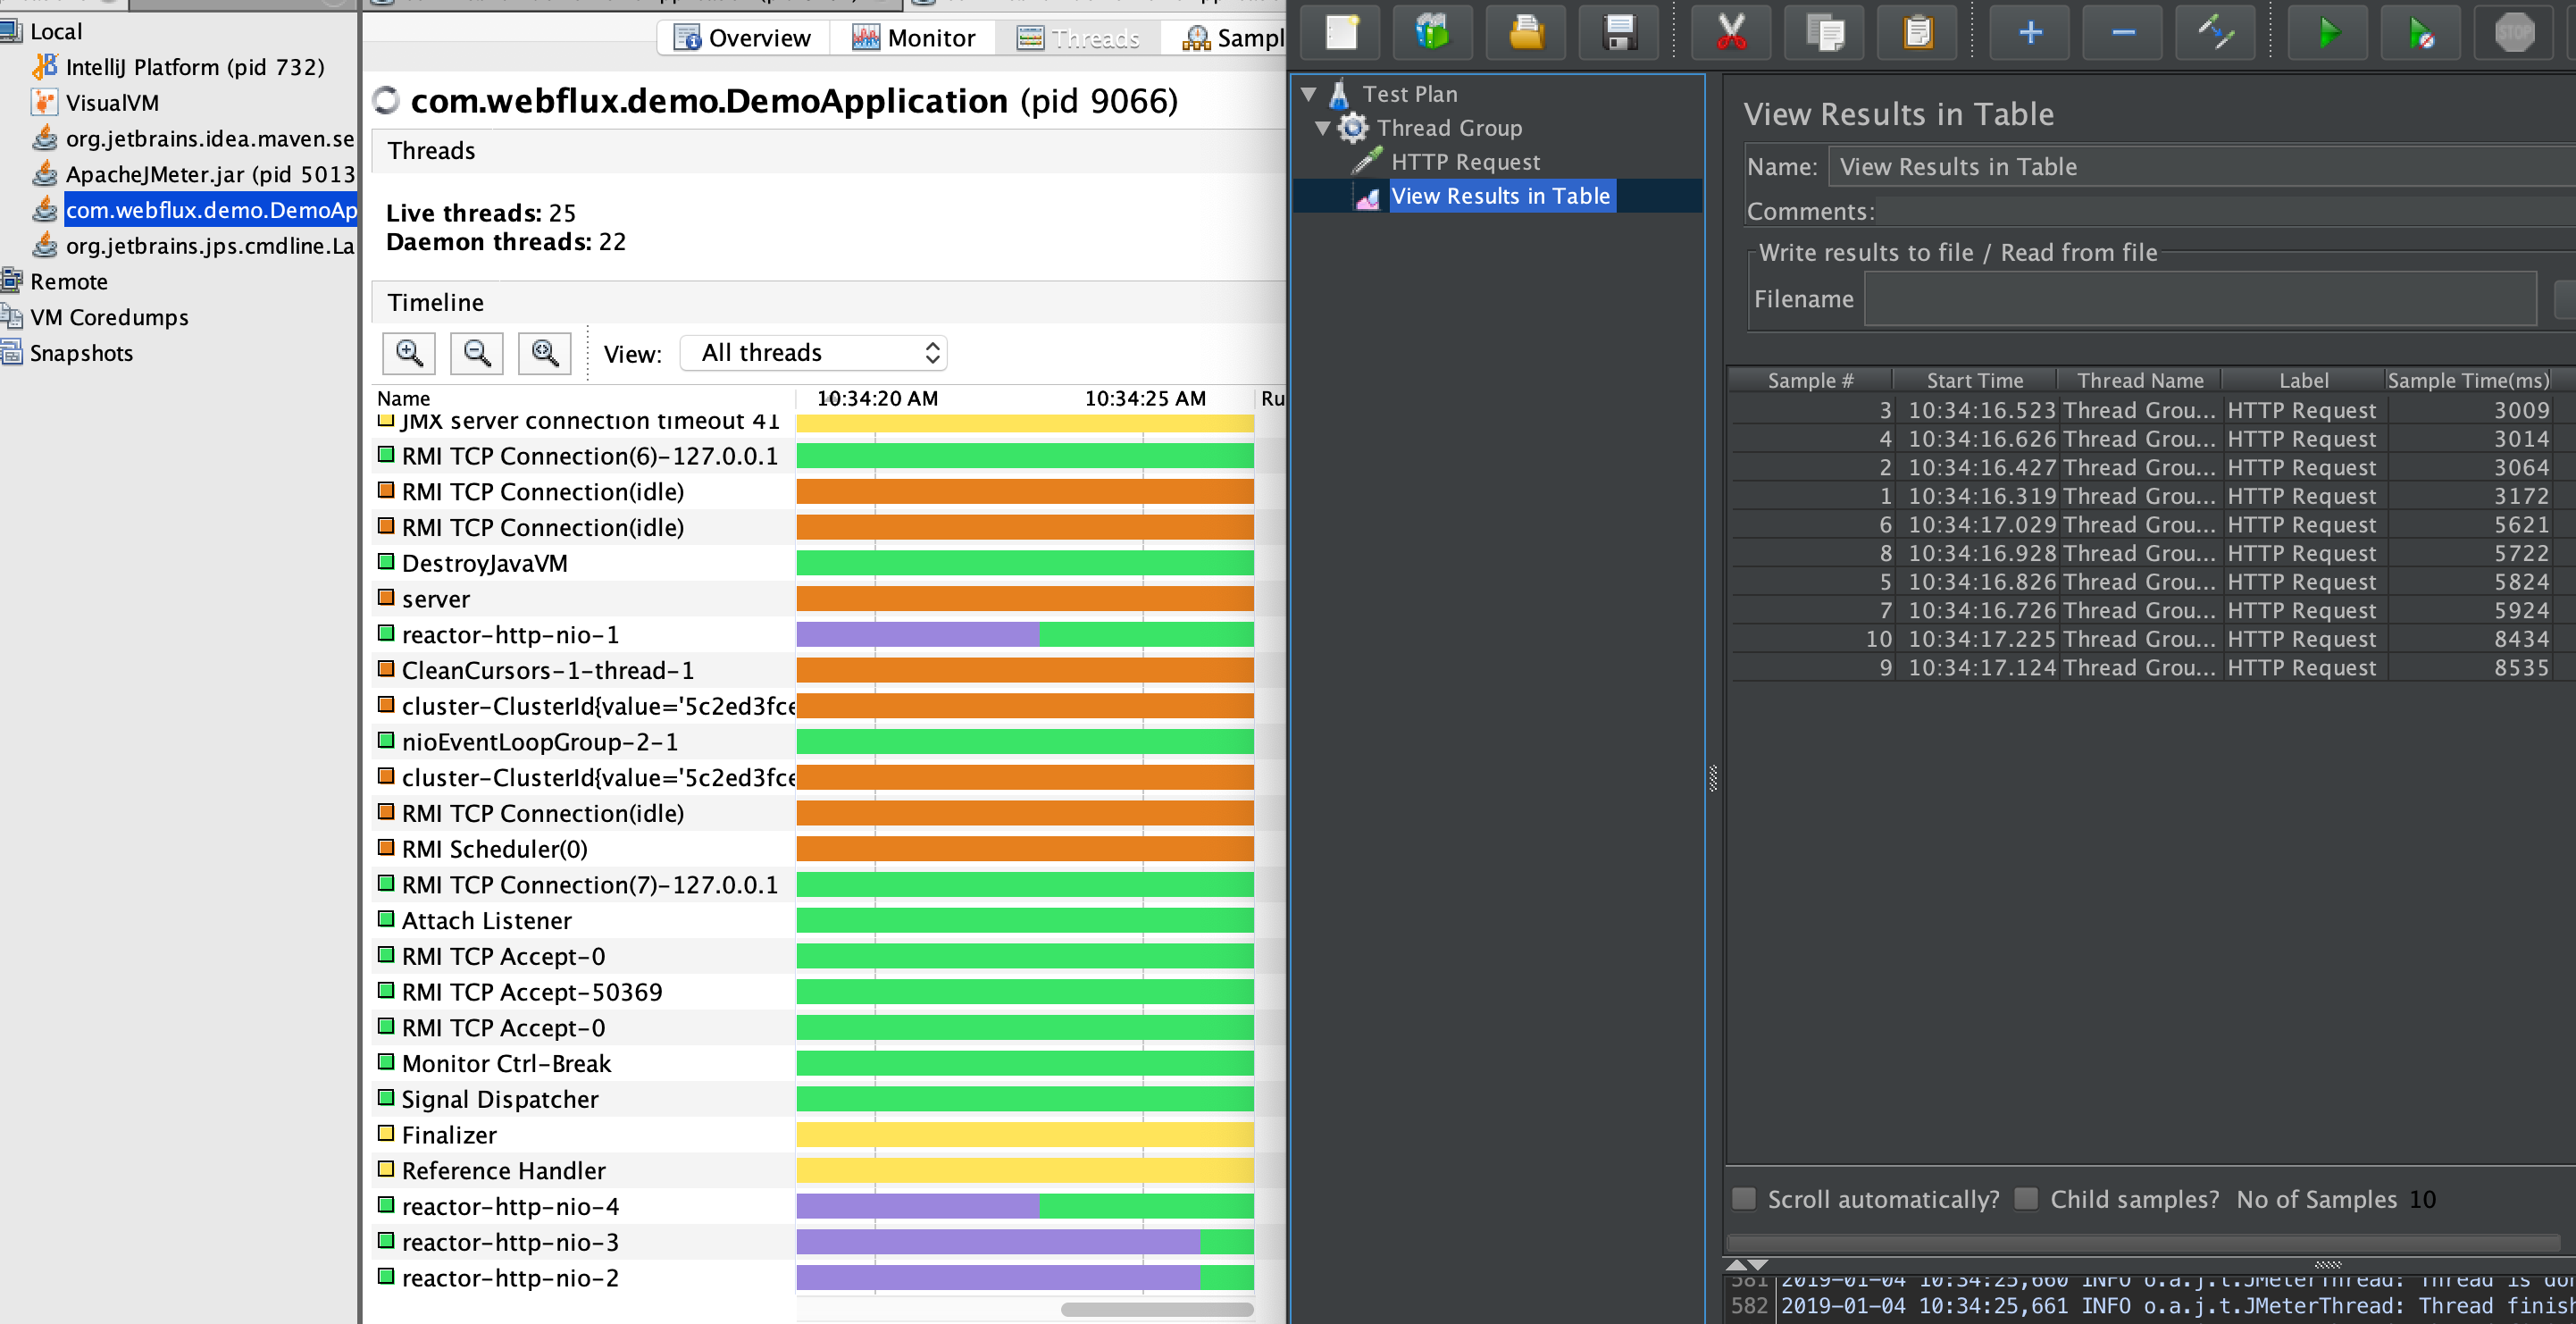 Local
IntelliJ Platform (pid 732)
VisualVM
org.jetbrains.idea.maven.se
ApacheJMeter.jar (pid 5013
com.webflux.demo.DemoAp
org.jetbrains.jps.cmdline.La
Remote
VM Coredumps
Snapshots
Overview
Monitor
Threads
Sampl
com.webflux.demo.DemoApplication (pid 9066)
Threads
Live threads: 25
Daemon threads: 22
Timeline
View: All threads
Name 10:34:20 AM 10:34:25 AM Ru
JMX server connection timeout 41
RMI TCP Connection(6)-127.0.0.1
RMI TCP Connection(idle)
RMI TCP Connection(idle)
DestroyJavaVM
server
reactor-http-nio-1
CleanCursors-1-thread-1
cluster-ClusterId{value='5c2ed3fce
nioEventLoopGroup-2-1
cluster-ClusterId{value='5c2ed3fce
RMI TCP Connection(idle)
RMI Scheduler(0)
RMI TCP Connection(7)-127.0.0.1
Attach Listener
RMI TCP Accept-0
RMI TCP Accept-50369
RMI TCP Accept-0
Monitor Ctrl-Break
Signal Dispatcher
Finalizer
Reference Handler
reactor-http-nio-4
reactor-http-nio-3
reactor-http-nio-2
STOP
Test Plan
Thread Group
HTTP Request
View Results in Table
View Results in Table
Name: View Results in Table
Comments:
Write results to file / Read from file
Filename
Sample # Start Time Thread Name Label Sample Time(ms)
3 10:34:16.523 Thread Grou... HTTP Request 3009
4 10:34:16.626 Thread Grou... HTTP Request 3014
2 10:34:16.427 Thread Grou... HTTP Request 3064
1 10:34:16.319 Thread Grou... HTTP Request 3172
6 10:34:17.029 Thread Grou... HTTP Request 5621
8 10:34:16.928 Thread Grou... HTTP Request 5722
5 10:34:16.826 Thread Grou... HTTP Request 5824
7 10:34:16.726 Thread Grou... HTTP Request 5924
10 10:34:17.225 Thread Grou... HTTP Request 8434
9 10:34:17.124 Thread Grou... HTTP Request 8535
Scroll automatically? Child samples? No of Samples 10
581 2019-01-04 10:34:25,660 INFO o.a.j.t.JMeterThread: Thread is don
582 2019-01-04 10:34:25,661 INFO o.a.j.t.JMeterThread: Thread finish